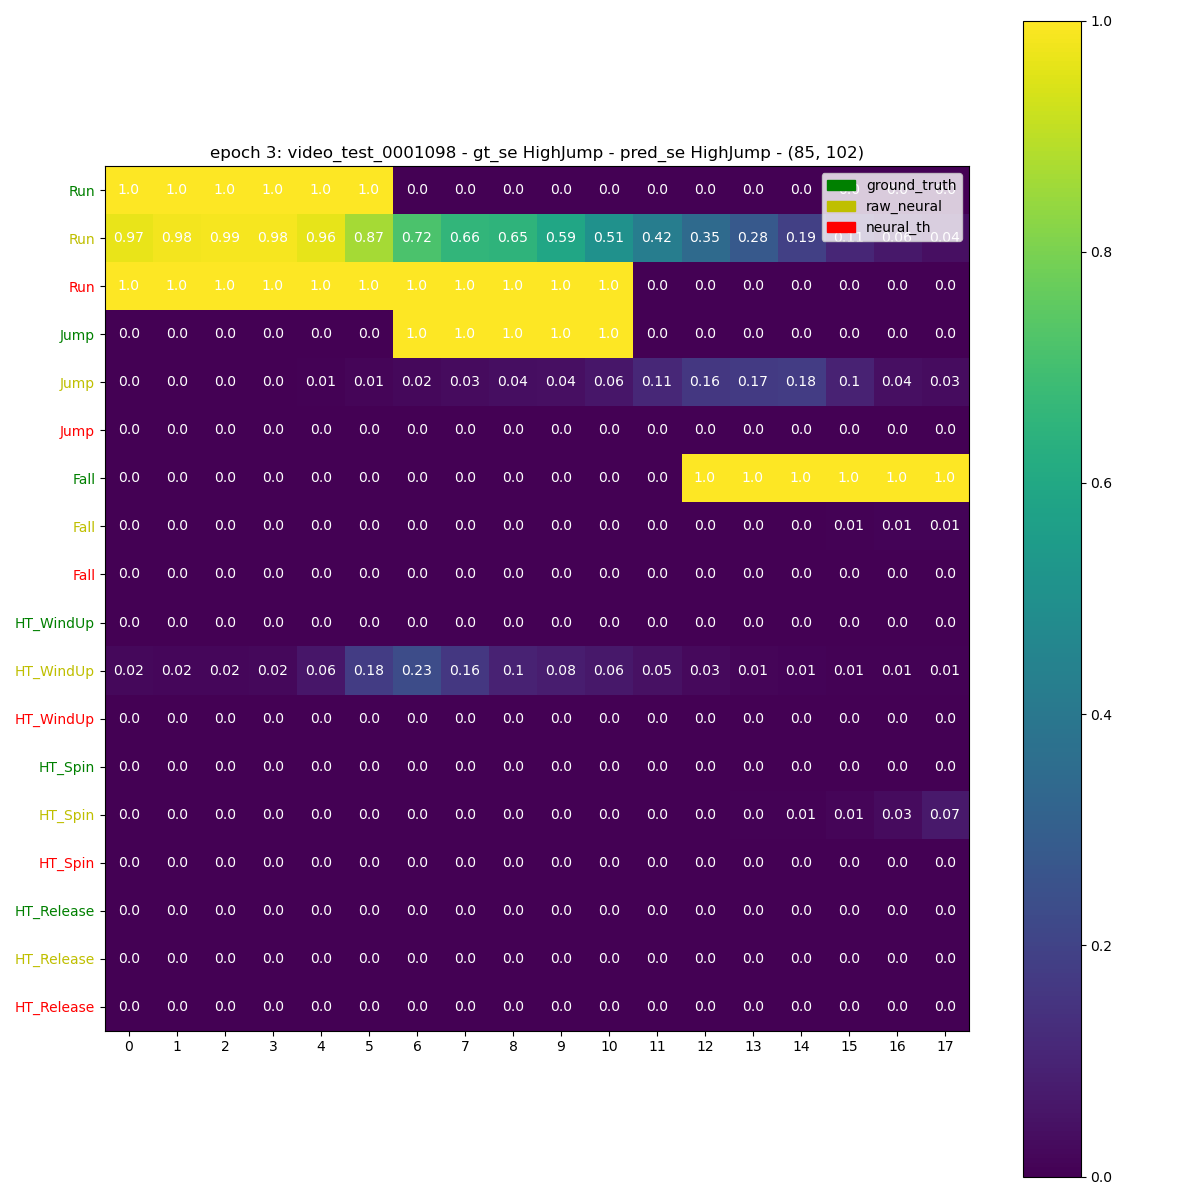 epoch 3: video_test_0001098 - gt_se HighJump - pred_se HighJump - (85, 102)
ground_truth
raw_neural
neural_th
Run 1.0 1.0 1.0 1.0 1.0 1.0 0.0 0.0 0.0 0.0 0.0 0.0 0.0 0.0 0.0
Run 0.97 0.98 0.99 0.98 0.96 0.87 0.72 0.66 0.65 0.59 0.51 0.42 0.35 0.28 0.19 0.11 0.06 0.04
Run 1.0 1.0 1.0 1.0 1.0 1.0 1.0 1.0 1.0 1.0 1.0 0.0 0.0 0.0 0.0 0.0 0.0 0.0
Jump 0.0 0.0 0.0 0.0 0.0 0.0 1.0 1.0 1.0 1.0 1.0 0.0 0.0 0.0 0.0 0.0 0.0 0.0
Jump 0.0 0.0 0.0 0.0 0.01 0.01 0.02 0.03 0.04 0.04 0.06 0.11 0.16 0.17 0.18 0.1 0.04 0.03
Jump 0.0 0.0 0.0 0.0 0.0 0.0 0.0 0.0 0.0 0.0 0.0 0.0 0.0 0.0 0.0 0.0 0.0 0.0
Fall 0.0 0.0 0.0 0.0 0.0 0.0 0.0 0.0 0.0 0.0 0.0 0.0 1.0 1.0 1.0 1.0 1.0 1.0
Fall 0.0 0.0 0.0 0.0 0.0 0.0 0.0 0.0 0.0 0.0 0.0 0.0 0.0 0.0 0.0 0.01 0.01 0.01
Fall 0.0 0.0 0.0 0.0 0.0 0.0 0.0 0.0 0.0 0.0 0.0 0.0 0.0 0.0 0.0 0.0 0.0 0.0
HT_WindUp 0.0 0.0 0.0 0.0 0.0 0.0 0.0 0.0 0.0 0.0 0.0 0.0 0.0 0.0 0.0 0.0 0.0 0.0
HT_WindUp 0.02 0.02 0.02 0.02 0.06 0.18 0.23 0.16 0.1 0.08 0.06 0.05 0.03 0.01 0.01 0.01 0.01 0.01
HT_WindUp 0.0 0.0 0.0 0.0 0.0 0.0 0.0 0.0 0.0 0.0 0.0 0.0 0.0 0.0 0.0 0.0 0.0 0.0
HT_Spin 0.0 0.0 0.0 0.0 0.0 0.0 0.0 0.0 0.0 0.0 0.0 0.0 0.0 0.0 0.0 0.0 0.0 0.0
HT_Spin 0.0 0.0 0.0 0.0 0.0 0.0 0.0 0.0 0.0 0.0 0.0 0.0 0.0 0.0 0.01 0.01 0.03 0.07
HT_Spin 0.0 0.0 0.0 0.0 0.0 0.0 0.0 0.0 0.0 0.0 0.0 0.0 0.0 0.0 0.0 0.0 0.0 0.0
HT_Release 0.0 0.0 0.0 0.0 0.0 0.0 0.0 0.0 0.0 0.0 0.0 0.0 0.0 0.0 0.0 0.0 0.0 0.0
HT_Release 0.0 0.0 0.0 0.0 0.0 0.0 0.0 0.0 0.0 0.0 0.0 0.0 0.0 0.0 0.0 0.0 0.0 0.0
HT_Release 0.0 0.0 0.0 0.0 0.0 0.0 0.0 0.0 0.0 0.0 0.0 0.0 0.0 0.0 0.0 0.0 0.0 0.0
0 1 2 3 4 5 6 7 8 9 10 11 12 13 14 15 16 17
1.0
0.8
0.6
0.4
0.2
0.0